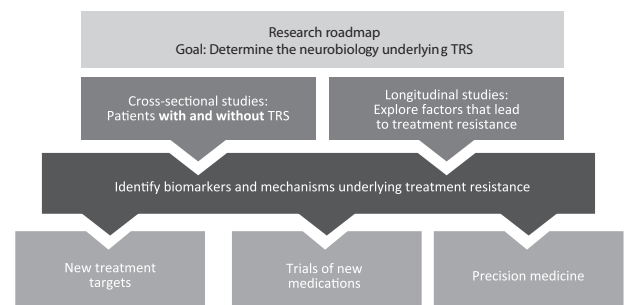 Research roadmap
Goal: Determine the neurobiology underlying TRS
Cross-sectional studies:
Patients with and without TRS
Longitudinal studies:
Explore factors that lead
to treatment resistance
Identify biomarkers and mechanisms underlying treatment resistance
New treatment
targets
Trials of new
medications
Precision medicine